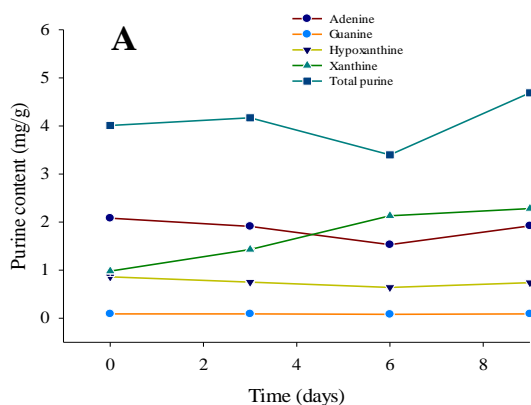 A
Adenine
Guanine
Hypoxanthine
Xanthine
Total purine
Purine content (mg/g)
6
5
4
3
2
1
0
0 2 4 6 8
Time (days)